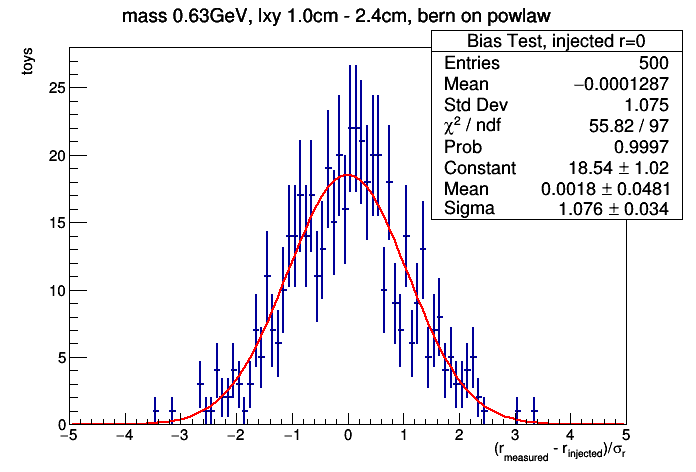 mass 0.63GeV, lxy 1.0cm - 2.4cm, bern on powlaw
toys
Bias Test, injected r=0
Entries 500
Mean −0.0001287
Std Dev 1.075
χ² / ndf 55.82 / 97
Prob 0.9997
Constant 18.54 ± 1.02
Mean 0.0018 ± 0.0481
Sigma 1.076 ± 0.034
25
20
15
10
5
0
−5 −4 −3 −2 −1 0 1 2 3 4 5
(r_measured - r_injected)/σ_r